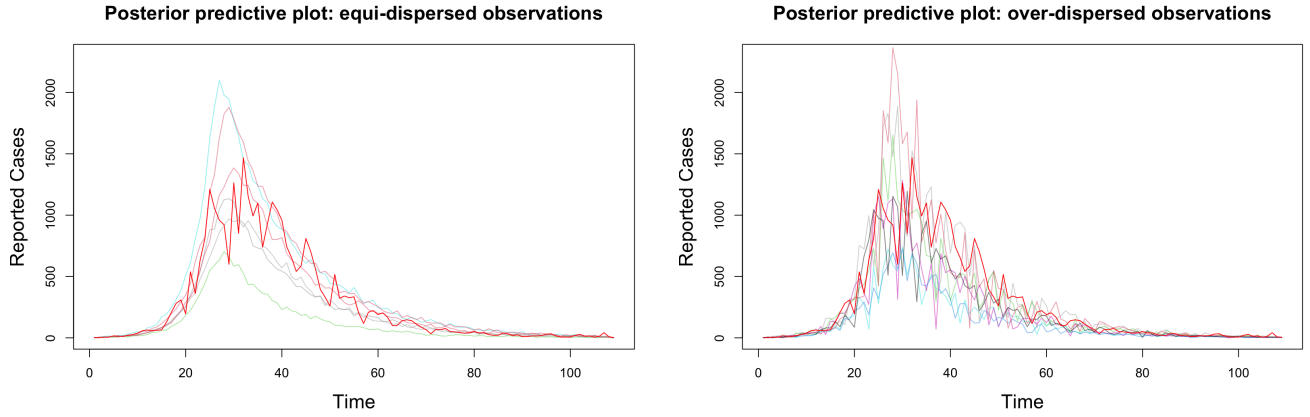 Posterior predictive plot: equi-dispersed observations
Reported Cases
2000
1500
1000
500
0
0 20 40 60 80 100
Time
Posterior predictive plot: over-dispersed observations
Reported Cases
2000
1500
1000
500
0
0 20 40 60 80 100
Time